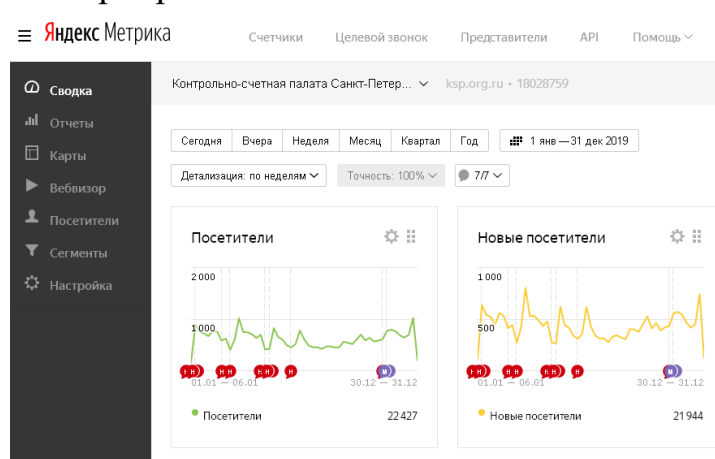 Яндекс Метрика Счетчики Целевой звонок Представители API Помощь
Сводка
Отчеты
Карты
Вебвизор
Посетители
Сегменты
Настройка
Контрольно-счетная палата Санкт-Петер... ksp.org.ru • 18028759
Сегодня Вчера Неделя Месяц Квартал Год 1 янв — 31 дек 2019
Детализация: по неделям Точность: 100% 7/7
Посетители
2 000
1 000
Н Н Н Н Н Н Н М
01.01 — 06.01 30.12 — 31.12
Посетители 22 427
Новые посетители
1 000
500
Н Н Н Н Н Н Н М
01.01 — 06.01 30.12 — 31.12
Новые посетители 21 944